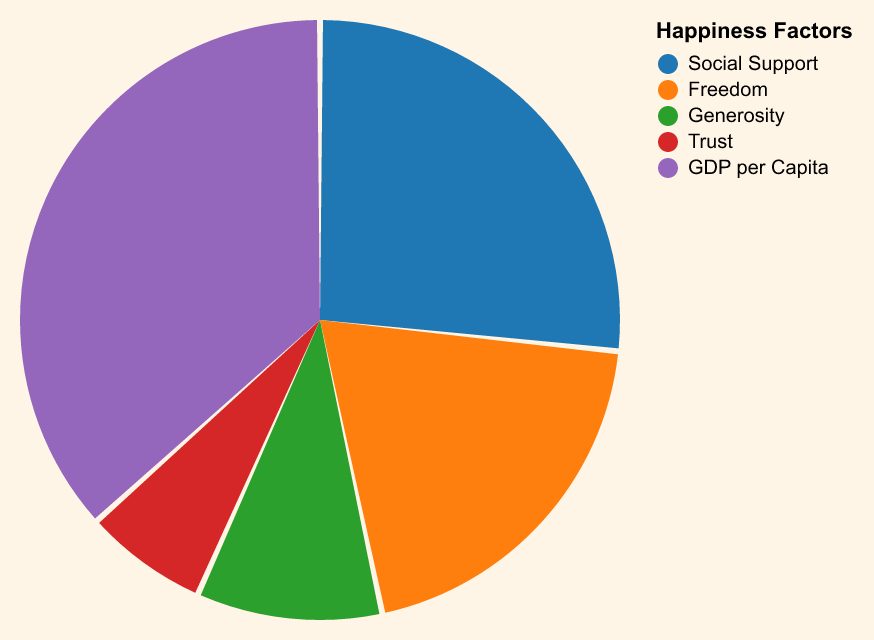 Happiness Factors
Social Support
Freedom
Generosity
Trust
GDP per Capita